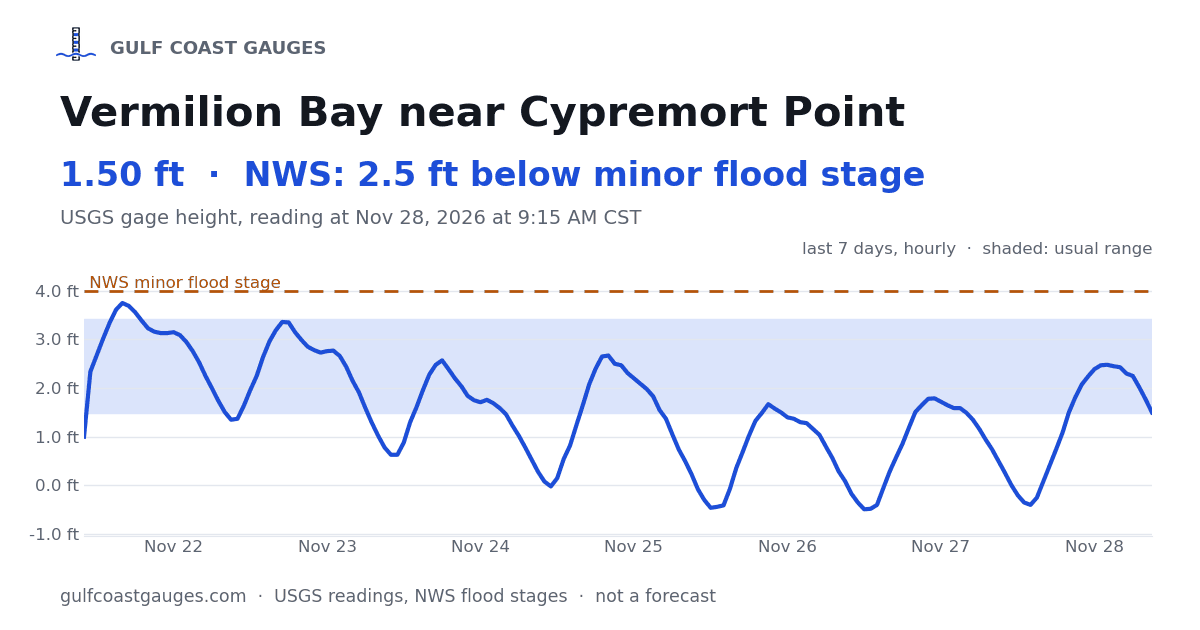 GULF COAST GAUGES
Vermilion Bay near Cypremort Point
1.50 ft · NWS: 2.5 ft below minor flood stage
USGS gage height, reading at Nov 28, 2026 at 9:15 AM CST
last 7 days, hourly · shaded: usual range
NWS minor flood stage
4.0 ft
3.0 ft
2.0 ft
1.0 ft
0.0 ft
-1.0 ft
Nov 22 Nov 23 Nov 24 Nov 25 Nov 26 Nov 27 Nov 28
gulfcoastgauges.com · USGS readings, NWS flood stages · not a forecast